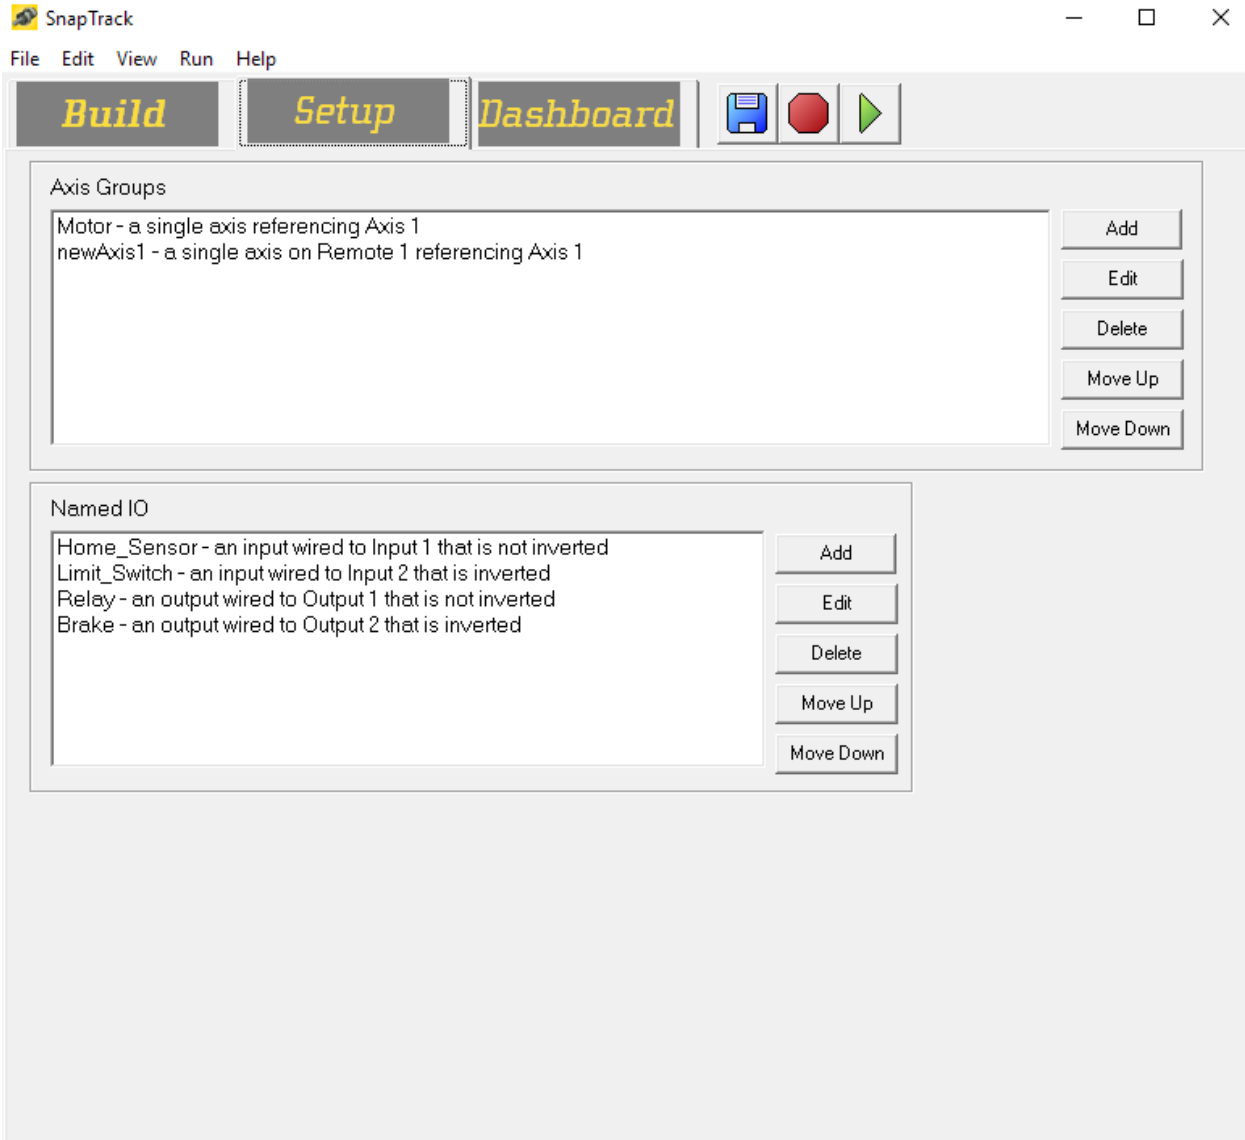 SnapTrack
File Edit View Run Help
Build Setup Dashboard
Axis Groups
Motor - a single axis referencing Axis 1
newAxis1 - a single axis on Remote 1 referencing Axis 1
Add
Edit
Delete
Move Up
Move Down
Named IO
Home_Sensor - an input wired to Input 1 that is not inverted
Limit_Switch - an input wired to Input 2 that is inverted
Relay - an output wired to Output 1 that is not inverted
Brake - an output wired to Output 2 that is inverted
Add
Edit
Delete
Move Up
Move Down